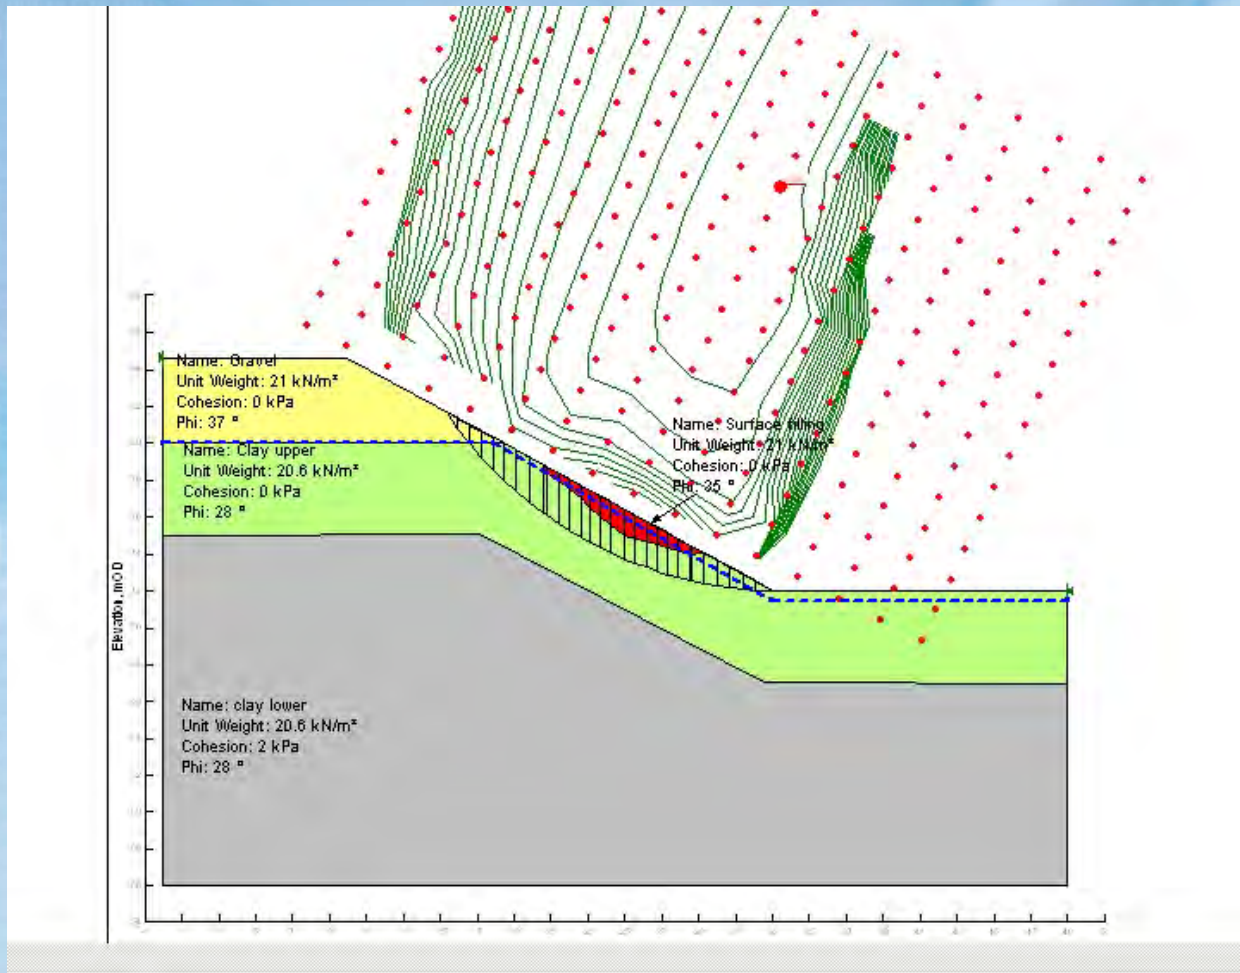 Name: Gravel
Unit Weight: 21 kN/m³
Cohesion: 0 kPa
Phi: 37 °
Name: Clay upper
Unit Weight: 20.6 kN/m³
Cohesion: 0 kPa
Phi: 28 °
Name: Surface filling
Unit Weight: 21 kN/m³
Cohesion: 0 kPa
Phi: 35 °
Elevation, mOD
Name: clay lower
Unit Weight: 20.6 kN/m³
Cohesion: 2 kPa
Phi: 28 °